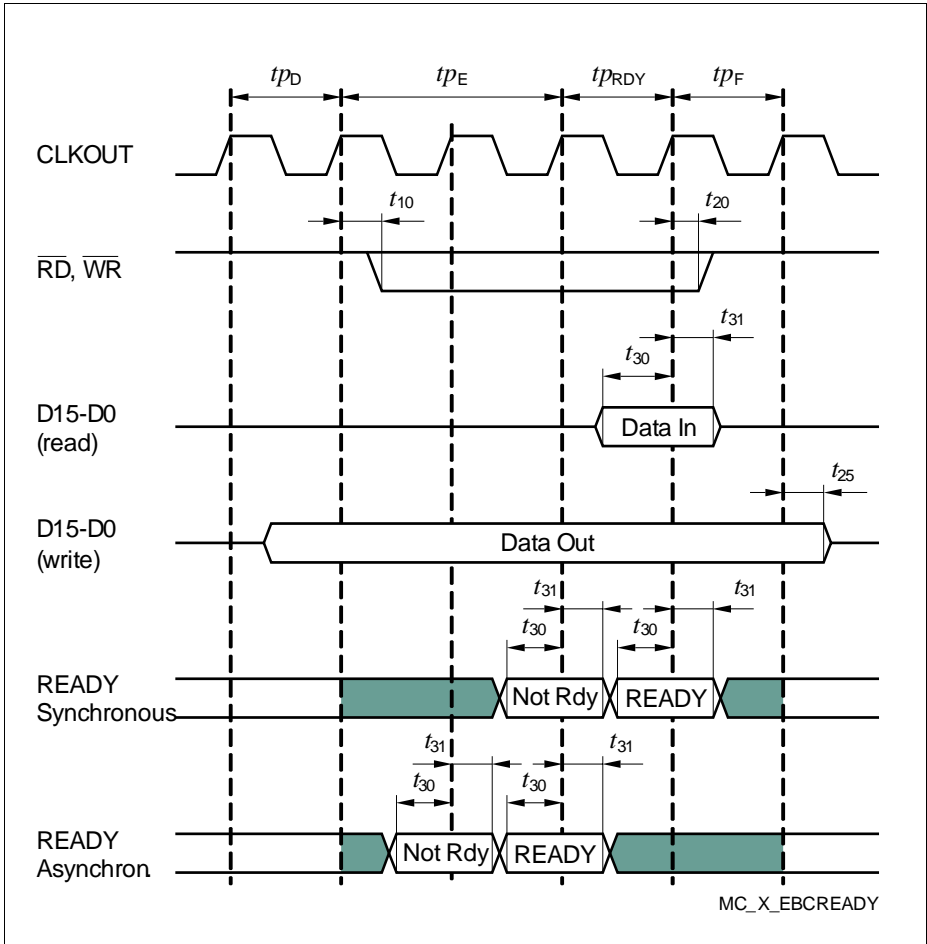 tpD tpE tpRDY tpF
CLKOUT
t10 t20
RD, WR
t31
t30
D15-D0
(read)
Data In
t25
D15-D0
(write)
Data Out
t31 t31
t30 t30
READY
Synchronous
Not Rdy READY
t31 t31
t30 t30
READY
Asynchron.
Not Rdy READY
MC_X_EBCREADY